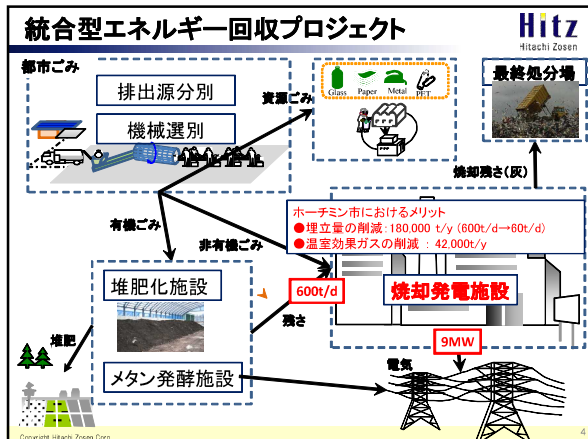 統合型エネルギー回収プロジェクト
Hitz
Hitachi Zosen
都市ごみ
排出源分別
機械選別
資源ごみ
Glass Paper Metal PET
最終処分場
焼却残さ(灰)
有機ごみ
非有機ごみ
ホーチミン市におけるメリット
●埋立量の削減：180,000 t/y (600t/d→60t/d)
●温室効果ガスの削減 ： 42,000t/y
堆肥化施設
600t/d
焼却発電施設
残さ
堆肥
9MW
電気
メタン発酵施設
Copyright Hitachi Zosen Corp
4